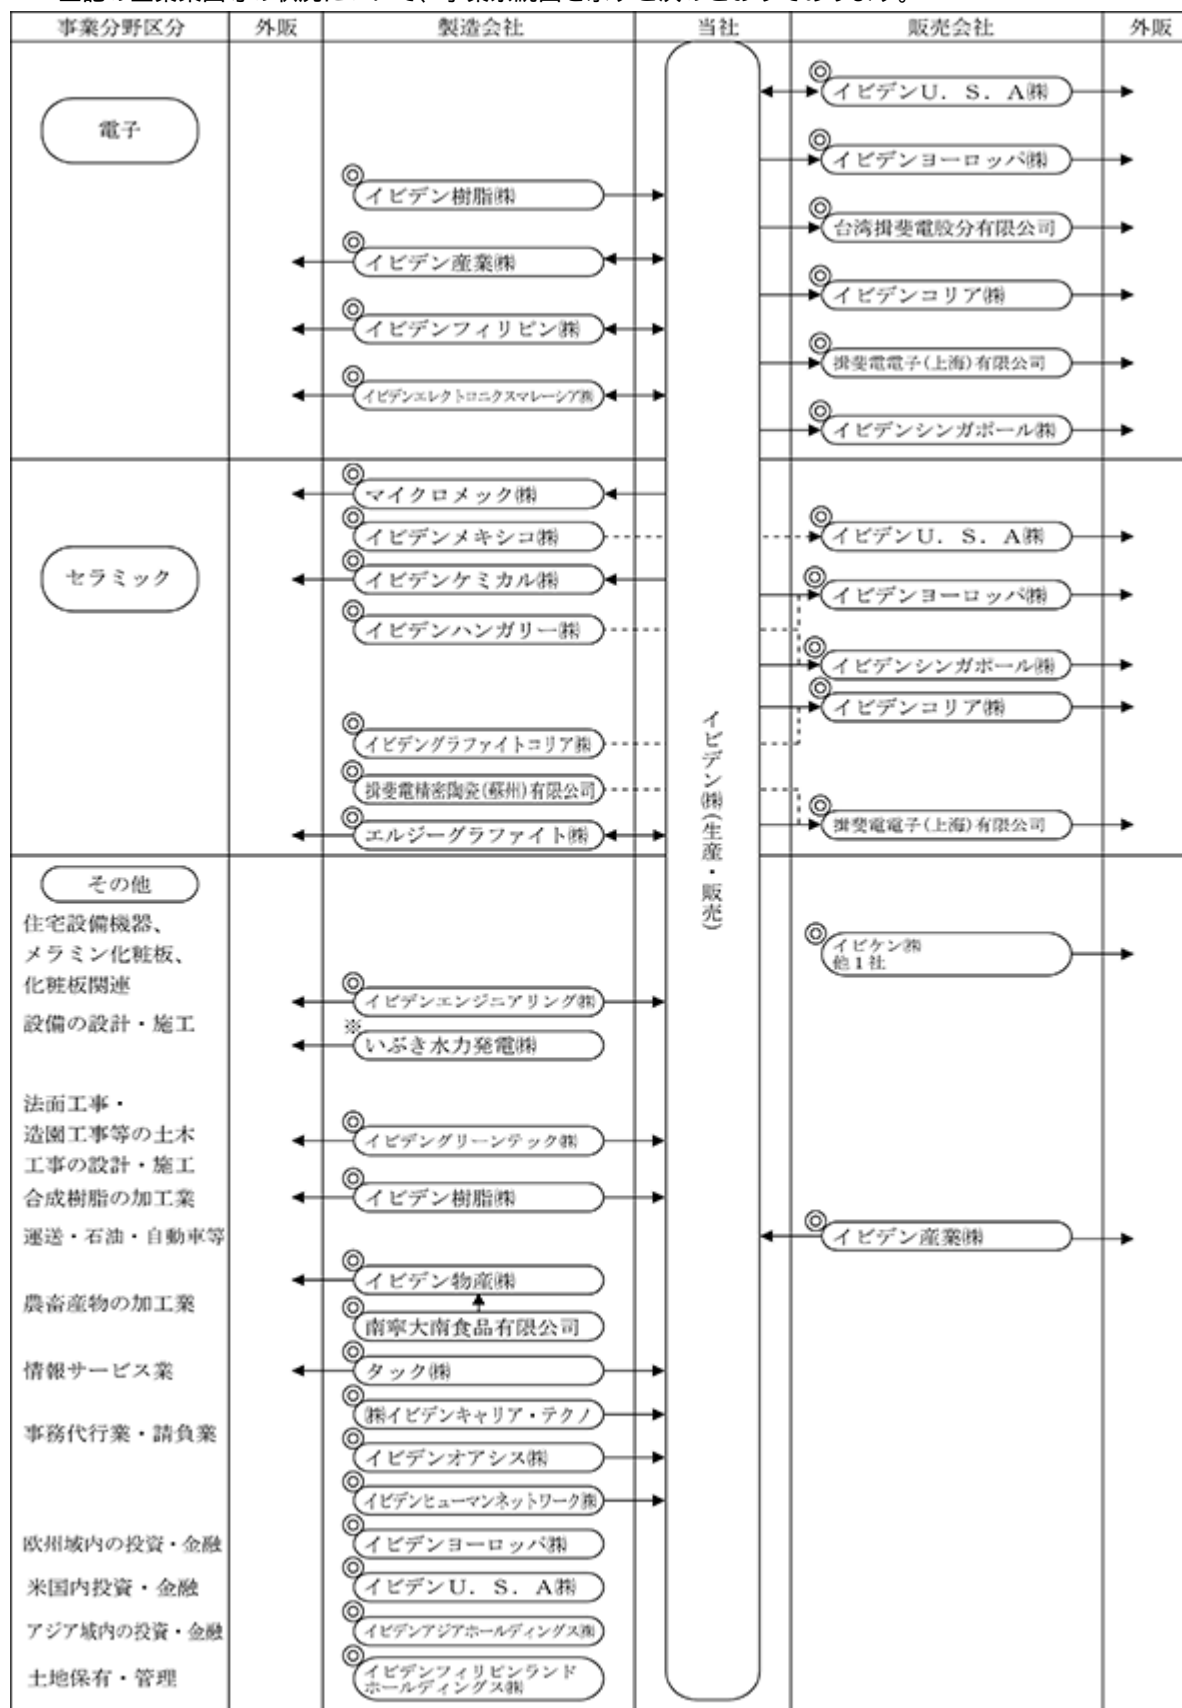 事業分野区分 外販 製造会社 当社 販売会社 外販
電子
◎イビデンU．S．A㈱
◎イビデンヨーロッパ㈱
◎イビデン樹脂㈱
◎台湾揖斐電股分有限公司
◎イビデン産業㈱
◎イビデンコリア㈱
◎イビデンフィリピン㈱
◎揖斐電電子(上海)有限公司
◎イビデンエレクトロニクスマレーシア㈱
◎イビデンシンガポール㈱
セラミック
◎マイクロメック㈱
◎イビデンメキシコ㈱
◎イビデンU．S．A㈱
◎イビデンケミカル㈱
◎イビデンヨーロッパ㈱
◎イビデンハンガリー㈱
◎イビデンシンガポール㈱
◎イビデンコリア㈱
◎イビデングラファイトコリア㈱
◎揖斐電精密陶瓷(蘇州)有限公司
◎揖斐電電子(上海)有限公司
◎エルジーグラファイト㈱
イビデン㈱(生産・販売)
その他
住宅設備機器、
メラミン化粧板、
化粧板関連
◎イビケン㈱
他1社
設備の設計・施工
◎イビデンエンジニアリング㈱
※いぶき水力発電㈱
法面工事・
造園工事等の土木
工事の設計・施工
◎イビデングリーンテック㈱
合成樹脂の加工業
◎イビデン樹脂㈱
運送・石油・自動車等
◎イビデン産業㈱
農畜産物の加工業
◎イビデン物産㈱
◎南寧大南食品有限公司
情報サービス業
◎タック㈱
事務代行業・請負業
◎㈱イビデンキャリア・テクノ
◎イビデンオアシス㈱
◎イビデンヒューマンネットワーク㈱
欧州域内の投資・金融
◎イビデンヨーロッパ㈱
米国内投資・金融
◎イビデンU．S．A㈱
アジア域内の投資・金融
◎イビデンアジアホールディングス㈱
土地保有・管理
◎イビデンフィリピンランド
ホールディングス㈱